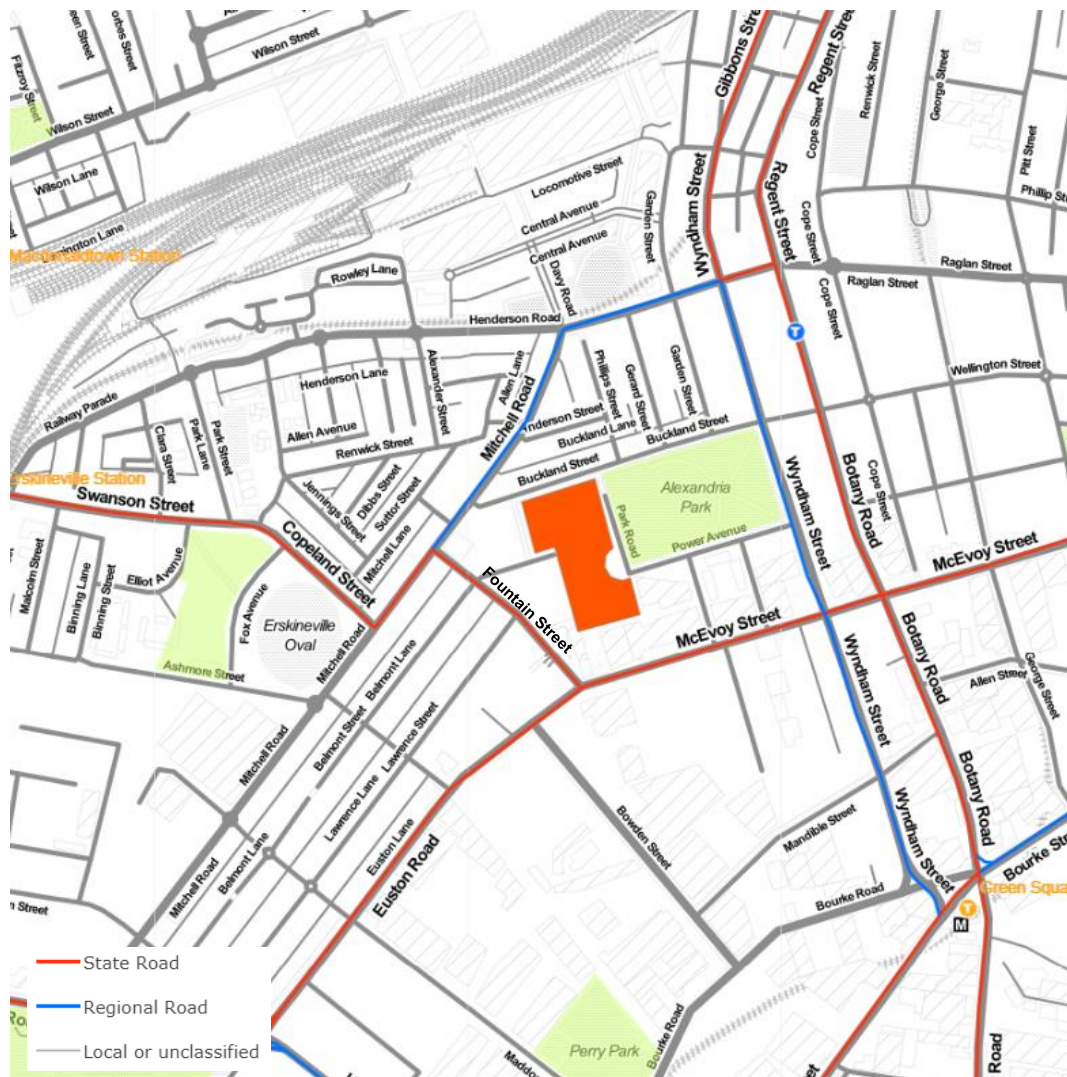 Wilson Street
Wilson Street
Fitzroy Street
Wilson Street
Wilson Lane
Macdonaldtown Station
Gibbons Street
Regent Street
Cope Street
Renwick Street
George Street
Pitt Street
Phillip St
Locomotive Street
Central Avenue
Central Avenue
Garden Street
Davy Road
Wyndham Street
Regent Street
Cope Street
Raglan Street
Raglan Street
Cope Street
Rowley Lane
Henderson Road
Henderson Lane
Railway Parade
Alexander Street
Allen Lane
Mitchell Road
Phillips Street
Gerard Street
Garden Street
T
Wellington Street
Clara Street
Park Lane
Park Street
Allen Avenue
Renwick Street
Buckland Lane
Buckland Street
Buckland Street
Erskineville Station
Swanson Street
Jennings Street
Dibbs Street
Suttor Street
Mitchell Lane
Alexandria
Park
Park Road
Power Avenue
Wyndham Street
Botany Road
Cope Street
McEvoy Street
Copeland Street
Malcolm Street
Binning Lane
Binning Street
Elliot Avenue
Fox Avenue
Erskineville
Oval
Ashmore Street
Mitchell Road
Fountain Street
McEvoy Street
Belmont Lane
Belmont Street
Lawrence Street
Wyndham Street
Botany Road
Allen Street
George Street
Mitchell Road
Lawrence Lane
Euston Lane
Euston Road
Bowden Street
Mandible Street
Wyndham Street
Botany Road
Mitchell Road
Belmont Lane
Bourke Road
Bourke St
Green Squa
T
M
State Road
Regional Road
Local or unclassified
Perry Park
Bourke Road
Road